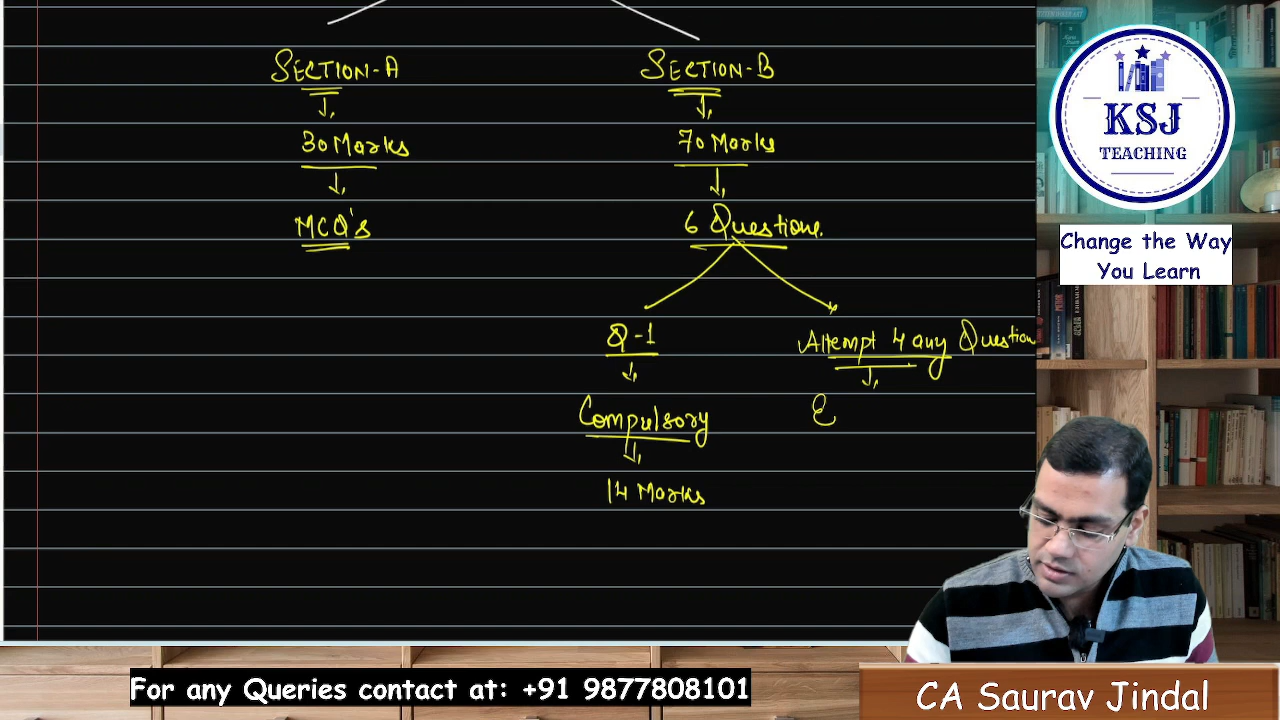 SECTION-A
SECTION-B
30 Marks
70 Marks
MCQ's
6 Questions.
Q-1
Attempt 4 any Question
Compulsory
E
14 Marks
KSJ
TEACHING
Change the Way
You Learn
For any Queries contact at: +91 9877808101
CA Saurav Jindal